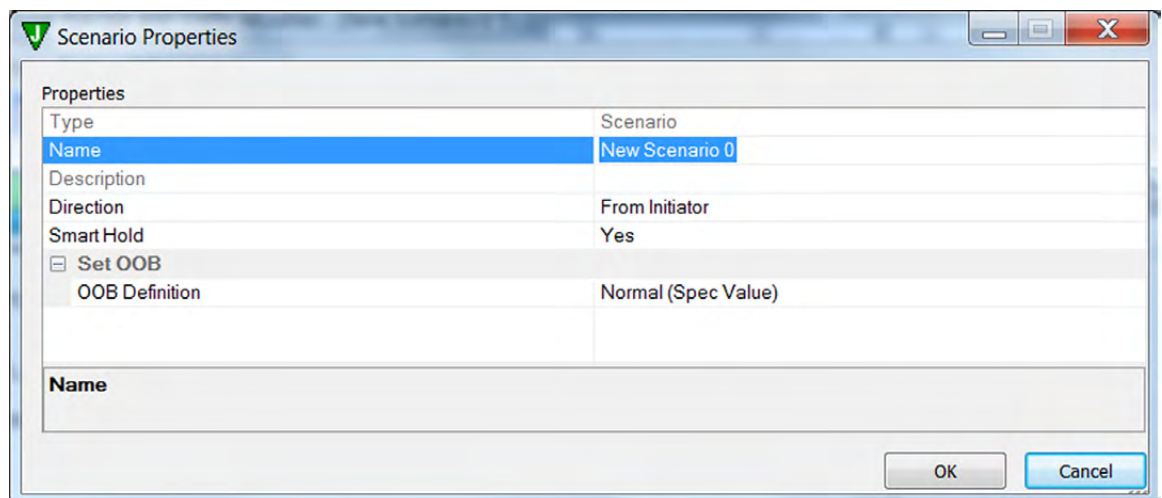 J Scenario Properties
X
Properties
Type Scenario
Name New Scenario 0
Description
Direction From Initiator
Smart Hold Yes
Set OOB
OOB Definition Normal (Spec Value)
Name
OK Cancel